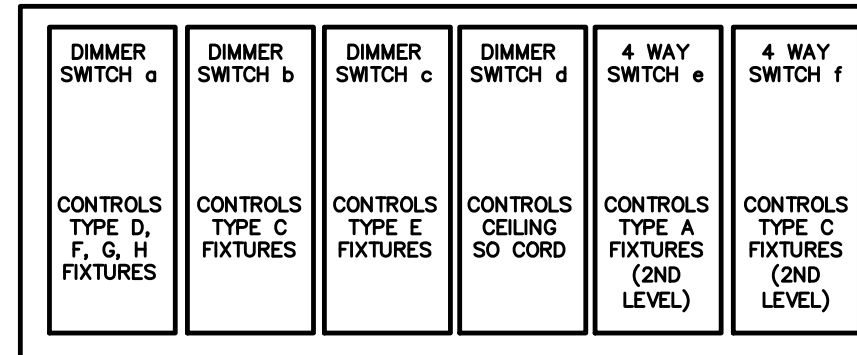 DIMMER
SWITCH a
CONTROLS
TYPE D,
F, G, H
FIXTURES
DIMMER
SWITCH b
CONTROLS
TYPE C
FIXTURES
DIMMER
SWITCH c
CONTROLS
TYPE E
FIXTURES
DIMMER
SWITCH d
CONTROLS
CEILING
SO CORD
4 WAY
SWITCH e
CONTROLS
TYPE A
FIXTURES
(2ND
LEVEL)
4 WAY
SWITCH f
CONTROLS
TYPE C
FIXTURES
(2ND
LEVEL)